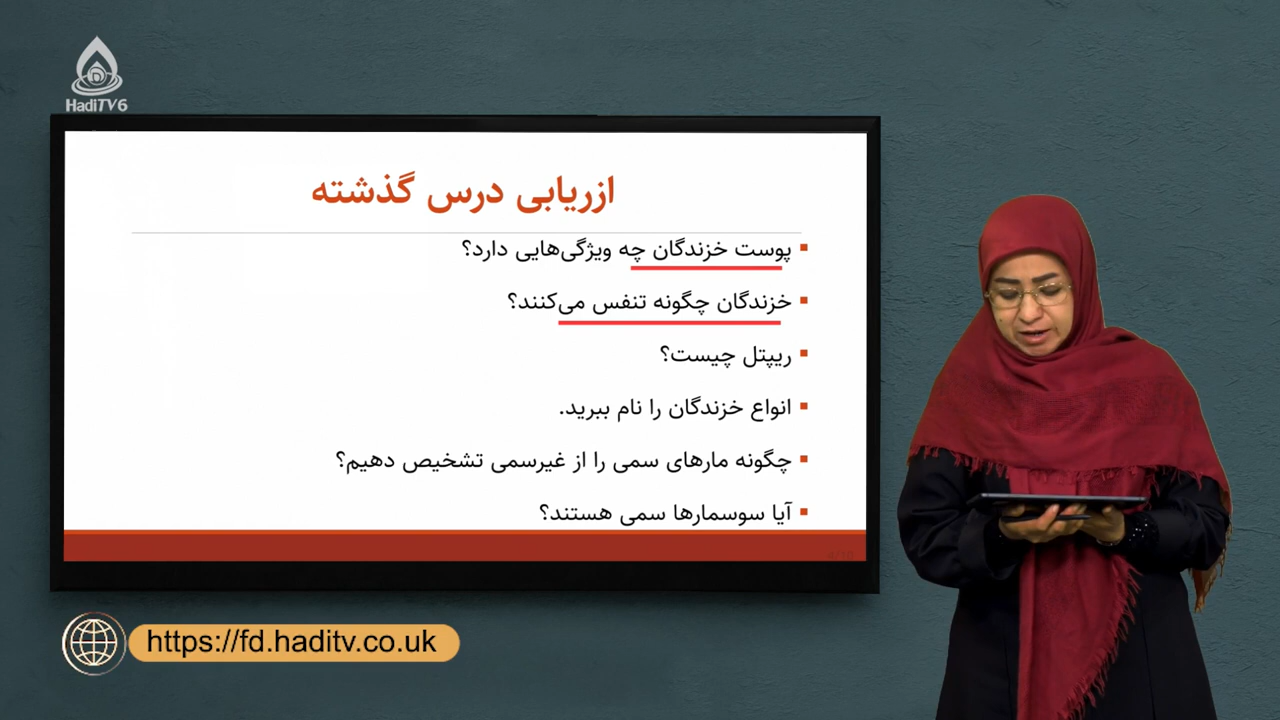 HadiTV6
ازریابی درس گذشته
پوست خزندگان چه ویژگی‌هایی دارد؟
خزندگان چگونه تنفس می‌کنند؟
ریپتل چیست؟
انواع خزندگان را نام ببرید.
چگونه مارهای سمی را از غیرسمی تشخیص دهیم؟
آیا سوسمارها سمی هستند؟
https://fd.haditv.co.uk